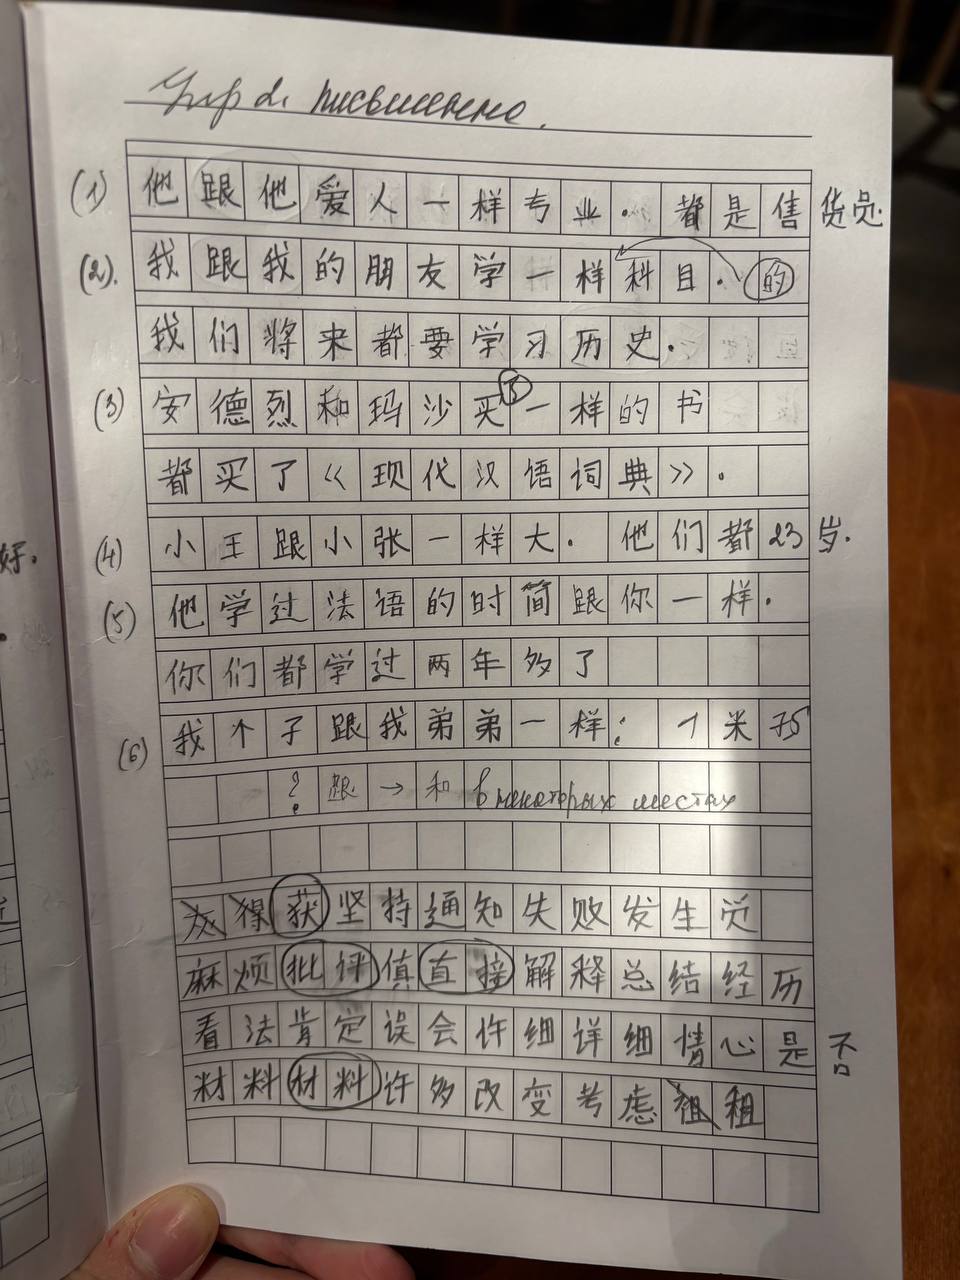 Упр di письменно.
(1) 他跟他爱人一样专业. 都是售货员.
(2). 我跟我的朋友学一样科目. 的
我们将来都要学习历史.
(3) 安德烈和玛沙买了一样的书
都买了《现代汉语词典》.
(4) 小王跟小张一样大. 他们都23岁.
(5) 他学过法语的时简跟你一样.
你们都学过两年多了
(6) 我个子跟我弟弟一样: 1米75
? 跟 → 和 в некоторых местах
获坚持通知失败发生觉
麻烦批评值直接解释总结经历
看法肯定误会许细详细情心是否
材料材料许多改变考虑粗
好.